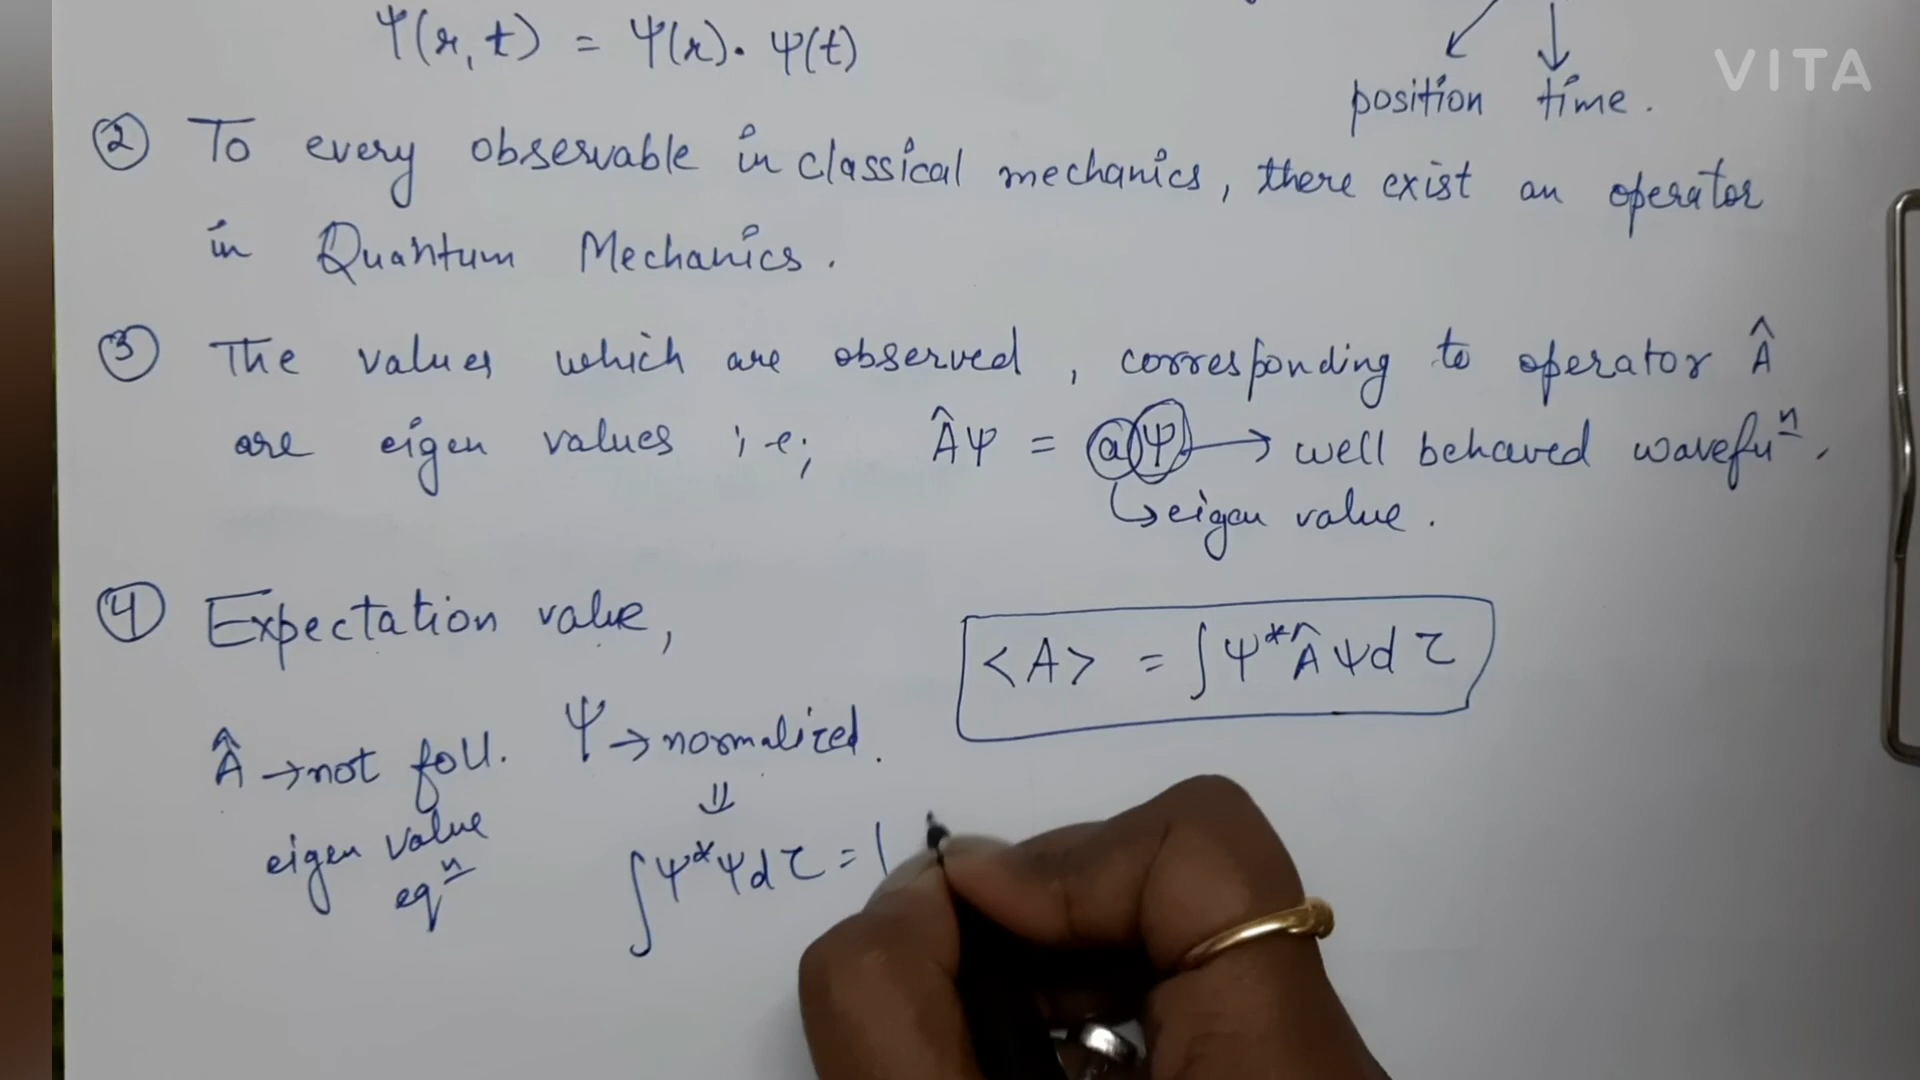 Ψ(r,t) = Ψ(r). Ψ(t)
position time.
VITA
② To every observable in classical mechanics, there exist an operator
in Quantum Mechanics.
③ The values which are observed, corresponding to operator Â
are eigen values i.e; Âψ = aψ → well behaved wavefuⁿ.
↳ eigen value.
④ Expectation value,
<A> = ∫Ψ*ÂΨdτ
Â → not foll. Ψ → normalized.
eigen value
eqⁿ
⇓
∫Ψ*Ψdτ = 1